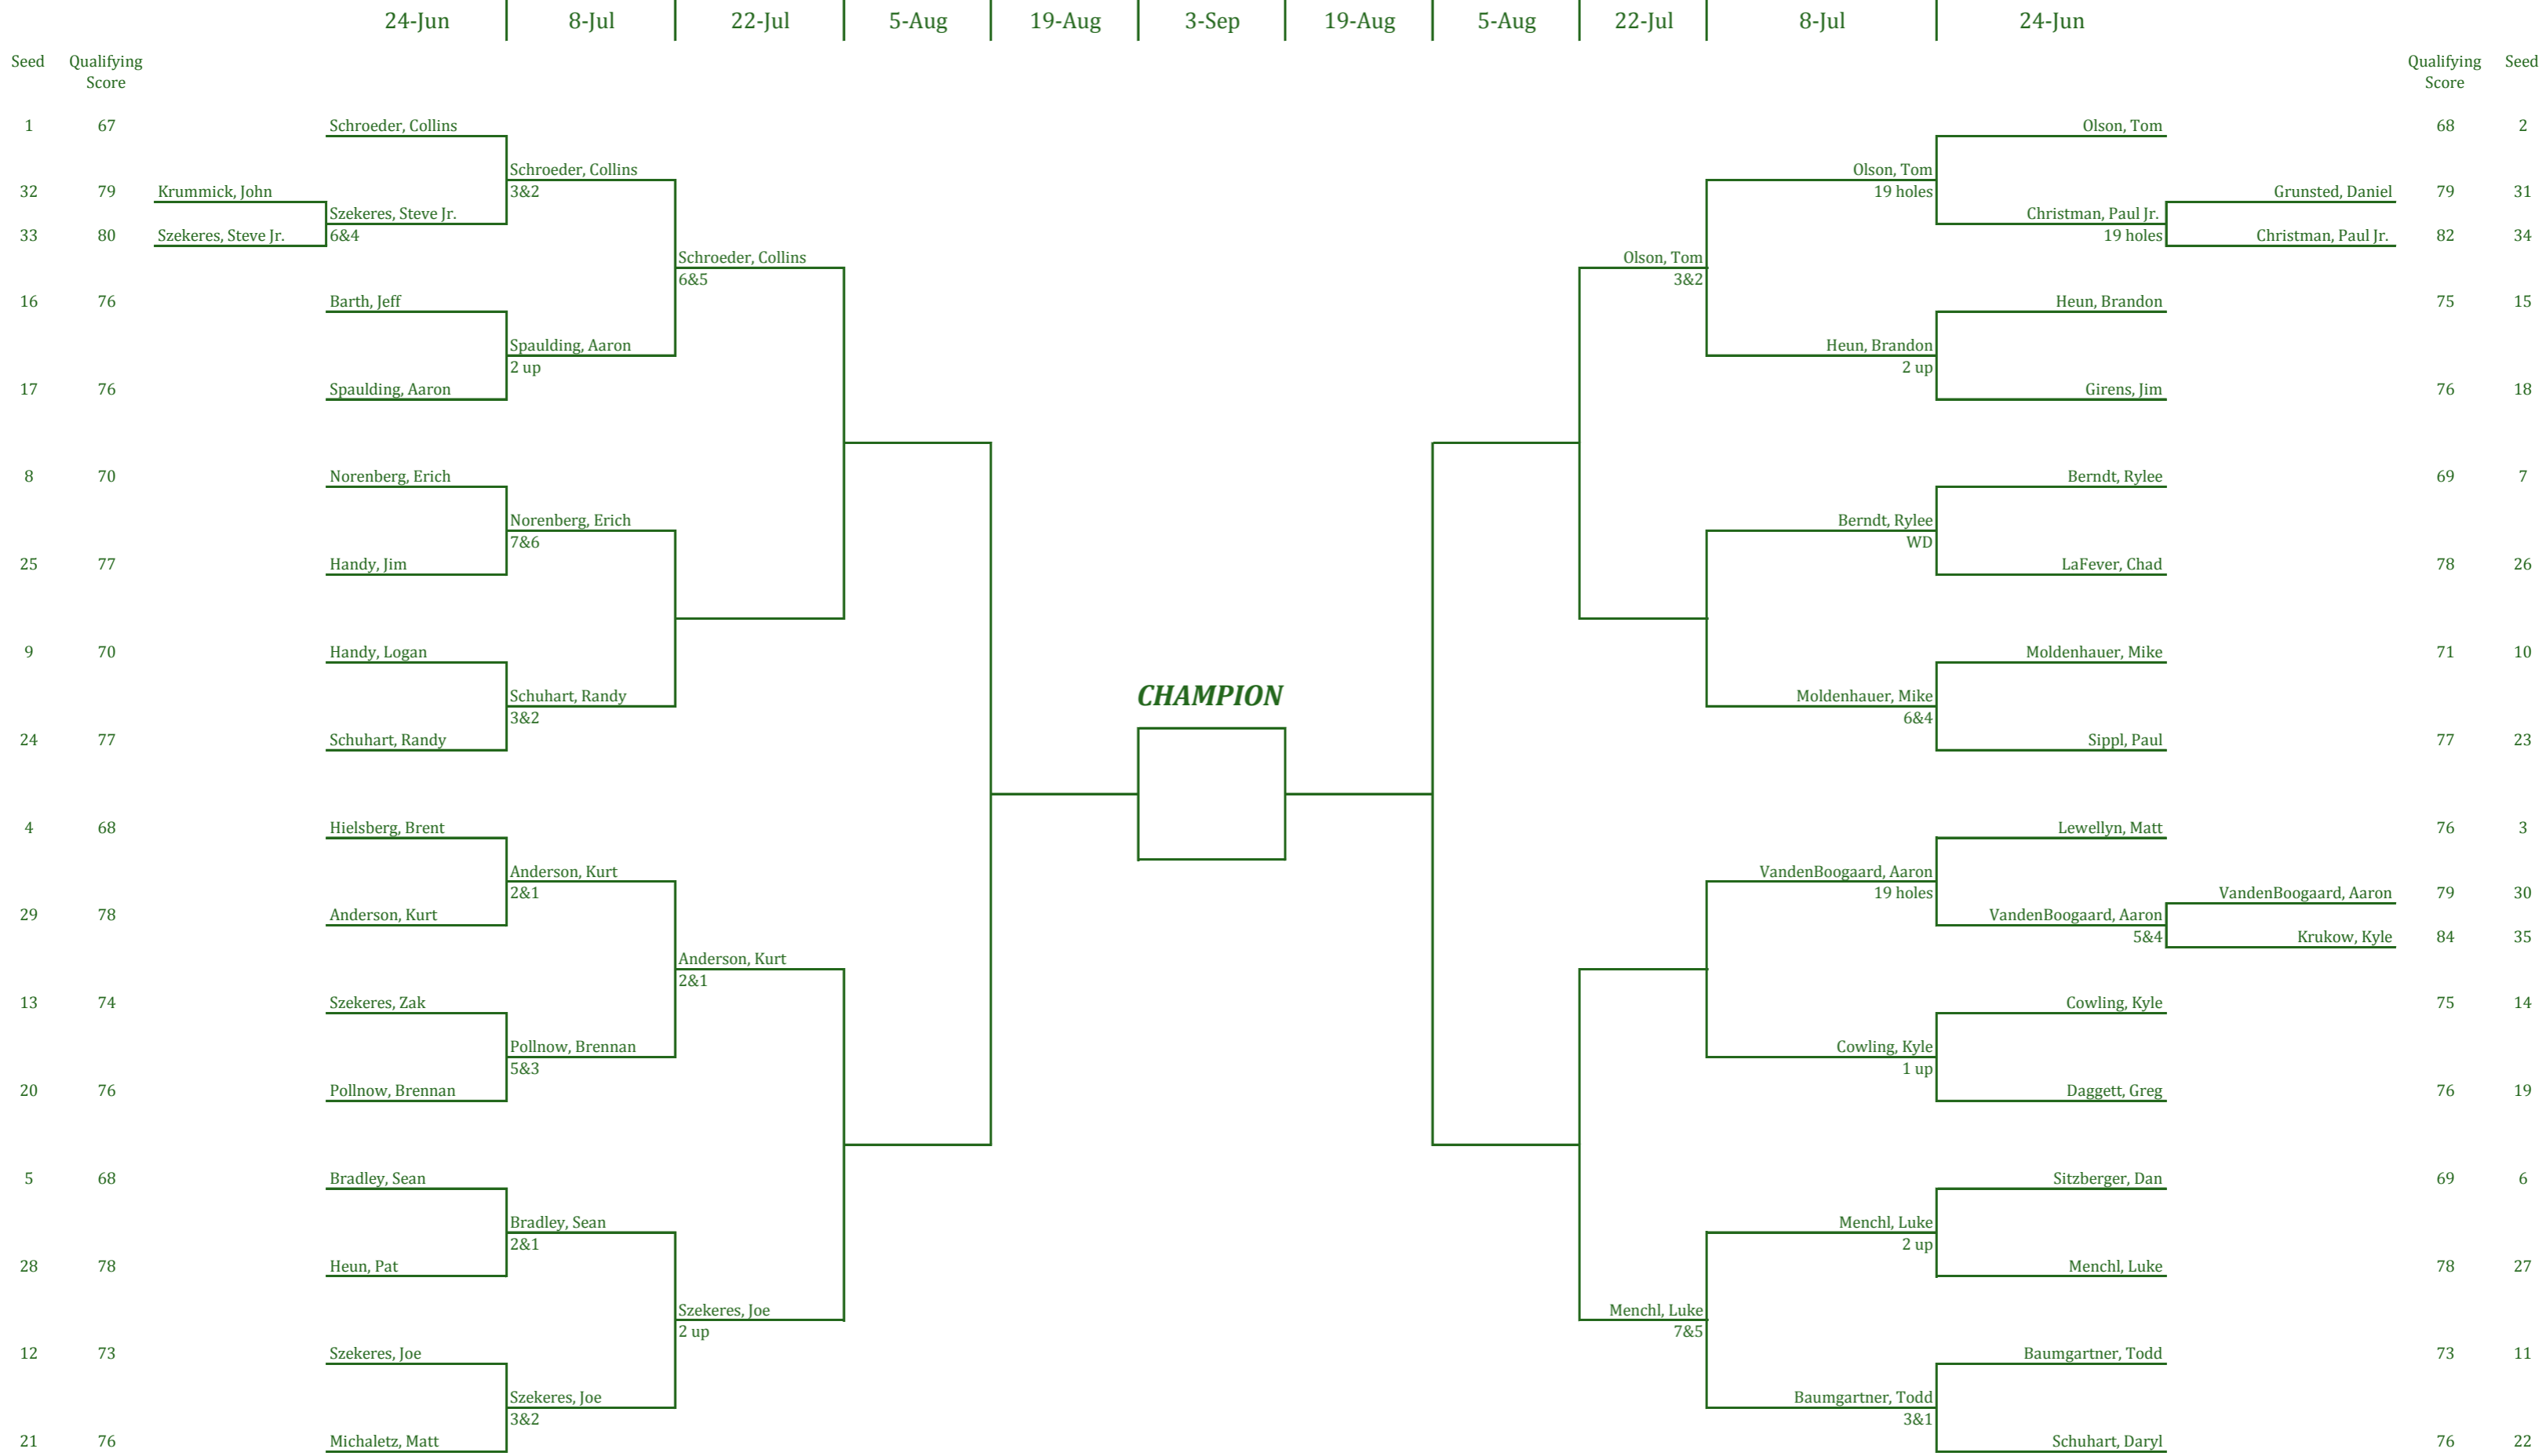 24-Jun 8-Jul 22-Jul 5-Aug 19-Aug 3-Sep 19-Aug 5-Aug 22-Jul 8-Jul 24-Jun
Seed Qualifying Qualifying Seed
Score Score
1 67 Schroeder, Collins Olson, Tom 68 2
Schroeder, Collins Olson, Tom
32 79 Krummick, John 3&2 19 holes Grunsted, Daniel 79 31
Szekeres, Steve Jr. Christman, Paul Jr.
33 80 Szekeres, Steve Jr. 6&4 19 holes Christman, Paul Jr. 82 34
Schroeder, Collins Olson, Tom
6&5 3&2
16 76 Barth, Jeff Heun, Brandon 75 15
Spaulding, Aaron Heun, Brandon
2 up 2 up
17 76 Spaulding, Aaron Girens, Jim 76 18
8 70 Norenberg, Erich Berndt, Rylee 69 7
Norenberg, Erich Berndt, Rylee
7&6 WD
25 77 Handy, Jim LaFever, Chad 78 26
9 70 Handy, Logan Moldenhauer, Mike 71 10
CHAMPION
Schuhart, Randy Moldenhauer, Mike
3&2 6&4
24 77 Schuhart, Randy Sippl, Paul 77 23
4 68 Hielsberg, Brent Lewellyn, Matt 76 3
Anderson, Kurt VandenBoogaard, Aaron
2&1 19 holes VandenBoogaard, Aaron 79 30
29 78 Anderson, Kurt VandenBoogaard, Aaron
5&4 Krukow, Kyle 84 35
Anderson, Kurt
2&1
13 74 Szekeres, Zak Cowling, Kyle 75 14
Pollnow, Brennan Cowling, Kyle
5&3 1 up
20 76 Pollnow, Brennan Daggett, Greg 76 19
5 68 Bradley, Sean Sitzberger, Dan 69 6
Bradley, Sean Menchl, Luke
2&1 2 up
28 78 Heun, Pat Menchl, Luke 78 27
Szekeres, Joe Menchl, Luke
2 up 7&5
12 73 Szekeres, Joe Baumgartner, Todd 73 11
Szekeres, Joe Baumgartner, Todd
3&2 3&1
21 76 Michaletz, Matt Schuhart, Daryl 76 22